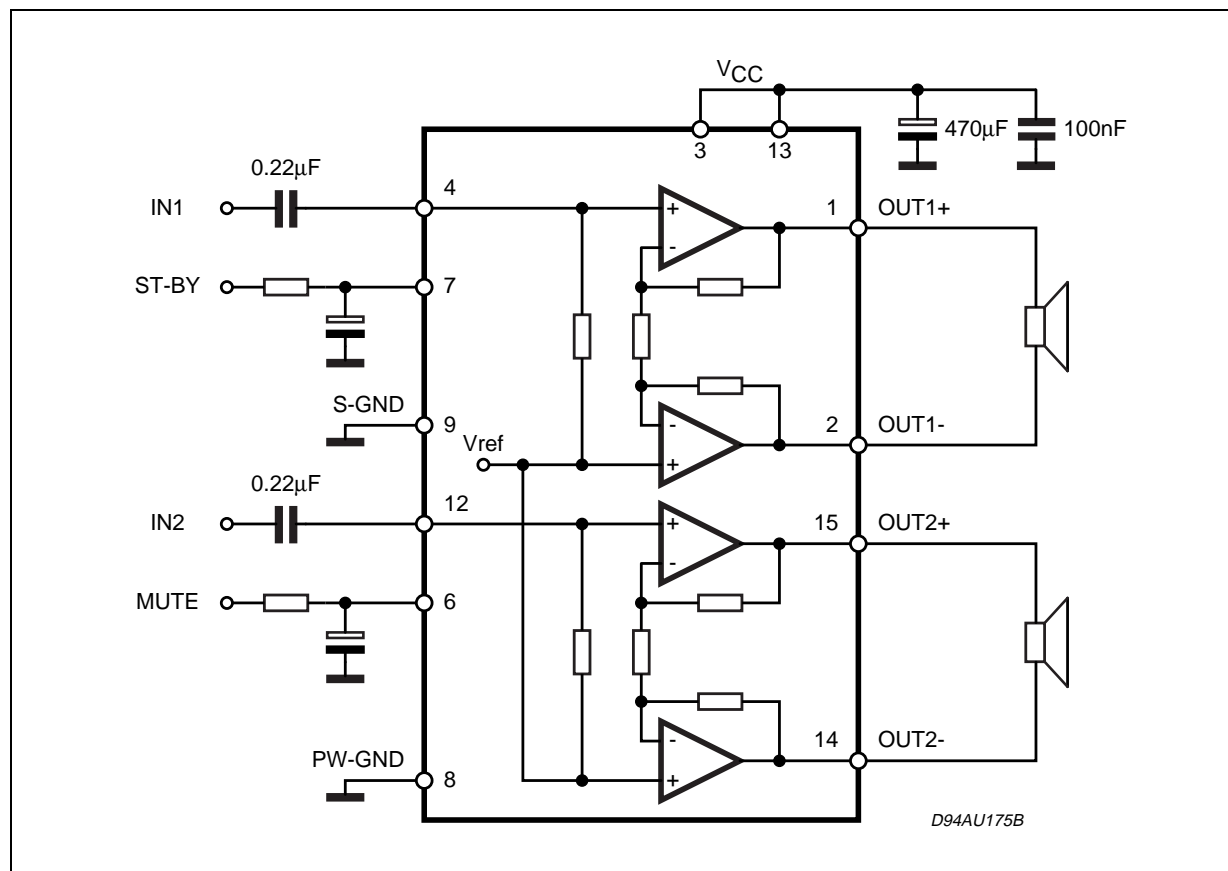 VCC
470μF
100nF
3
13
0.22μF
IN1
4
+
-
1
OUT1+
ST-BY
7
S-GND
9
-
+
2
OUT1-
Vref
0.22μF
IN2
12
+
-
15
OUT2+
MUTE
6
-
+
14
OUT2-
PW-GND
8
D94AU175B